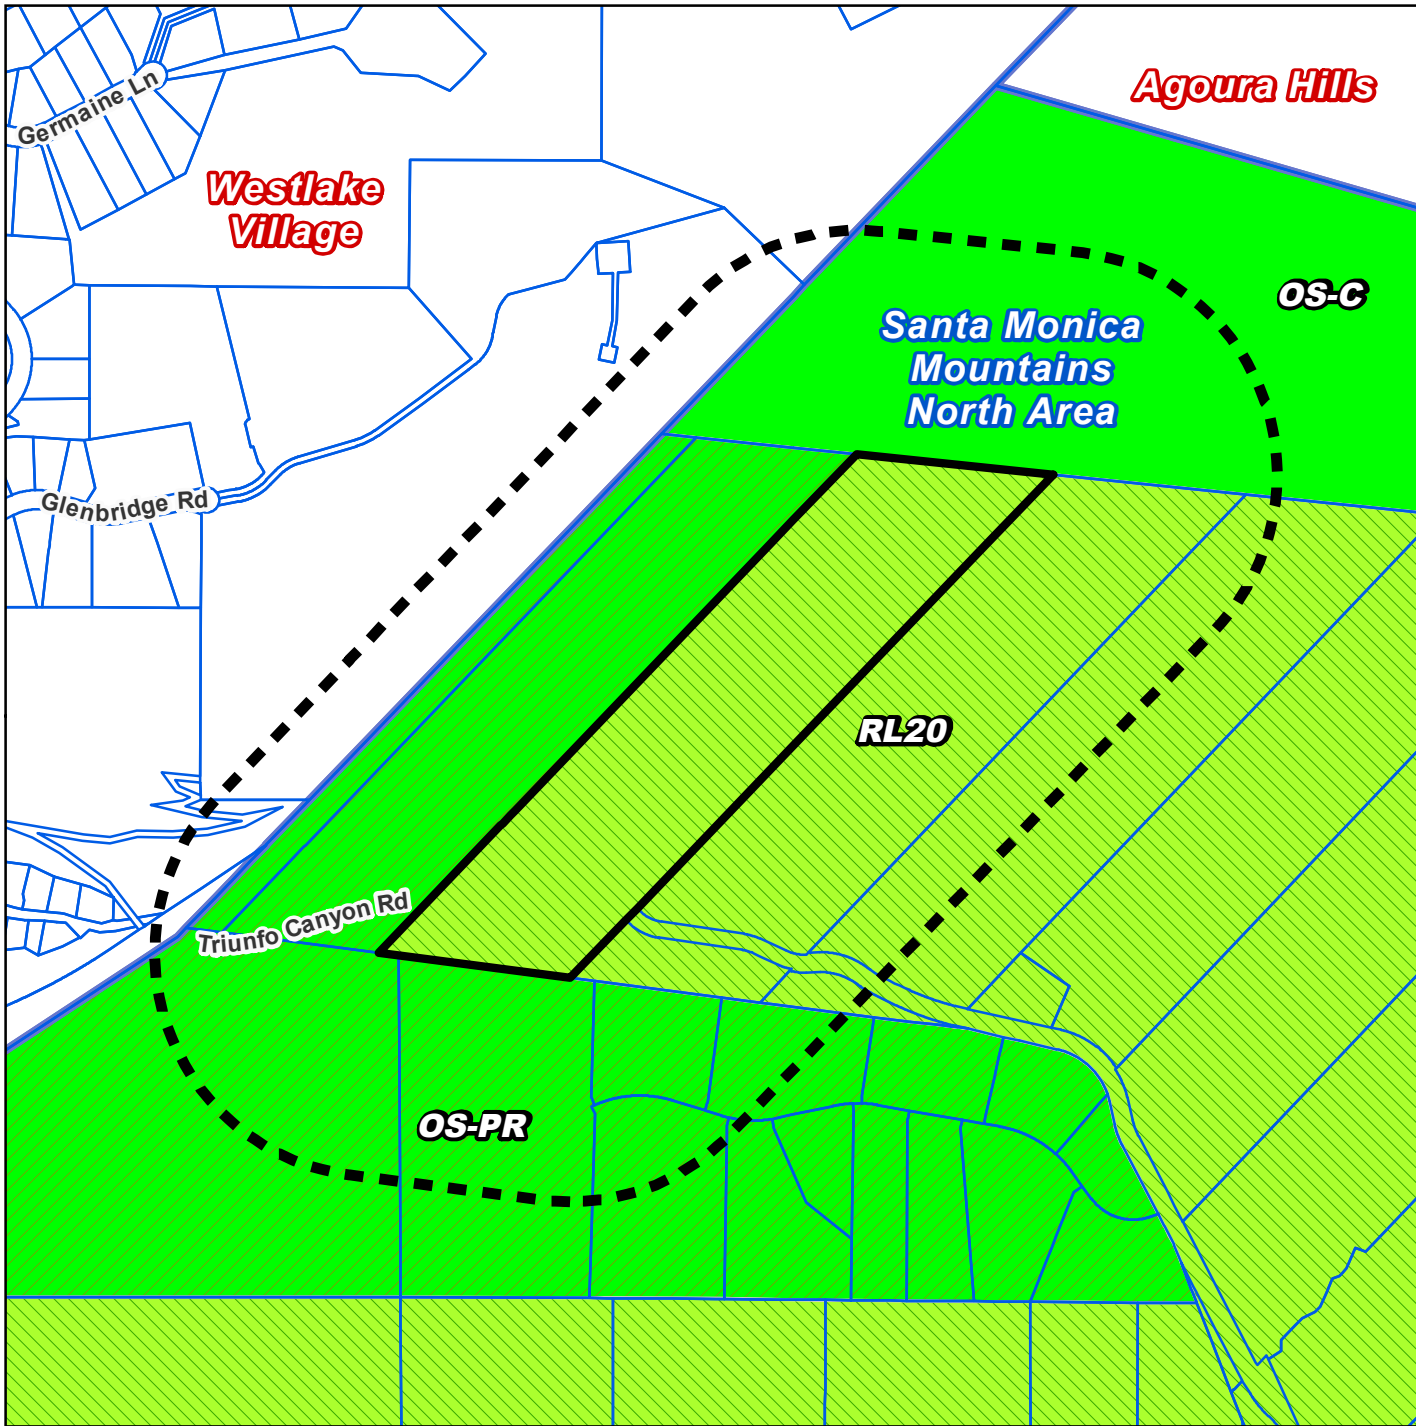 Agoura Hills
Germaine Ln
Westlake
Village
OS-C
Santa Monica
Mountains
North Area
Glenbridge Rd
RL20
Triunfo Canyon Rd
OS-PR